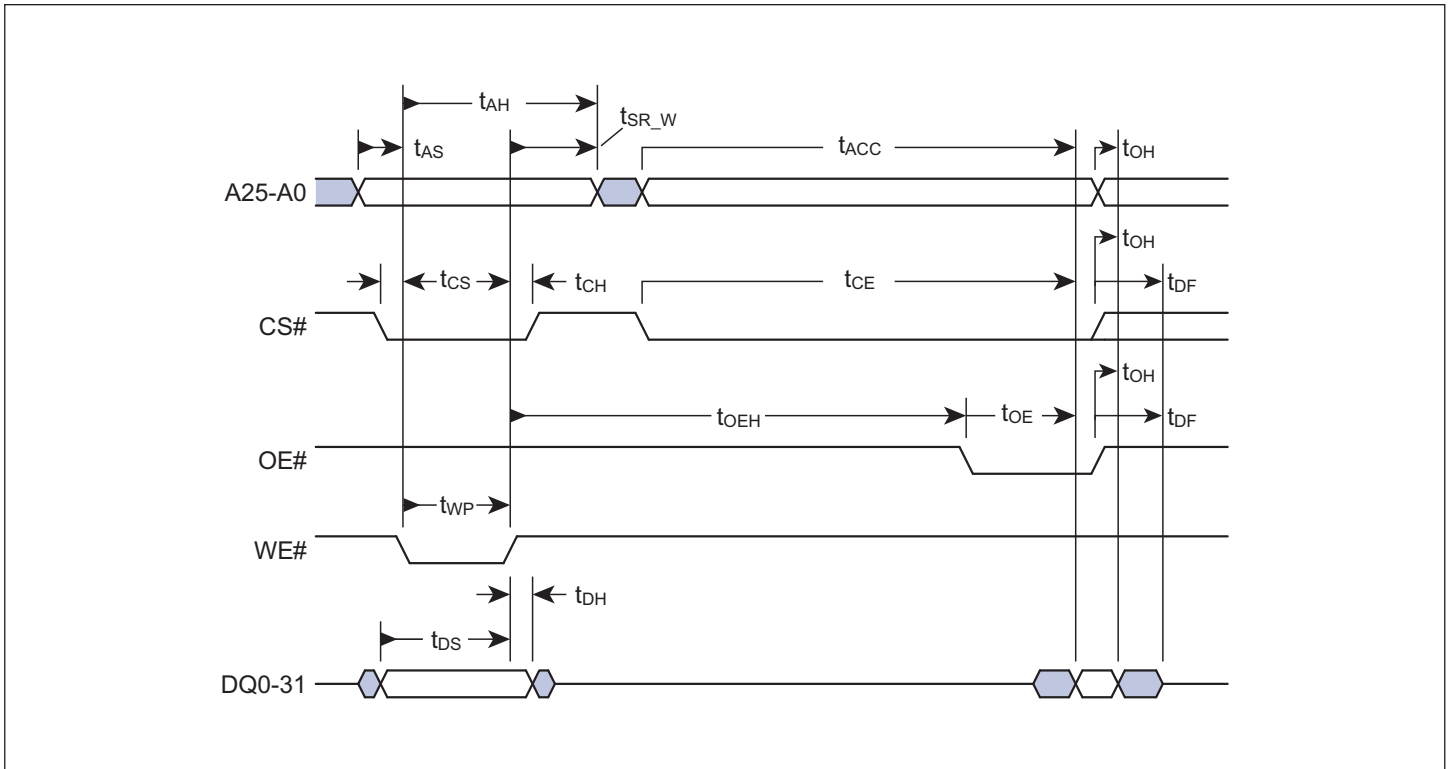 tAH
tSR_W
tAS
tACC
tOH
A25-A0
tOH
tCS
tCH
tCE
tDF
CS#
tOH
tOEH
tOE
tDF
OE#
tWP
WE#
tDH
tDS
DQ0-31